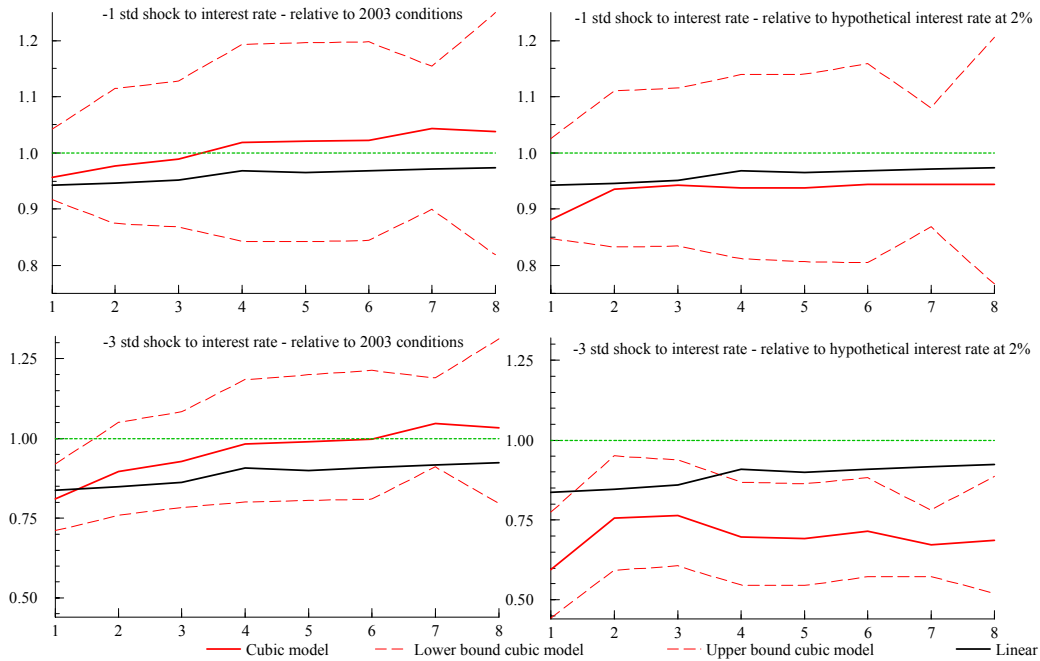 -1 std shock to interest rate - relative to 2003 conditions
1.2
1.1
1.0
0.9
0.8
1 2 3 4 5 6 7 8
-1 std shock to interest rate - relative to hypothetical interest rate at 2%
1.2
1.1
1.0
0.9
0.8
1 2 3 4 5 6 7 8
-3 std shock to interest rate - relative to 2003 conditions
1.25
1.00
0.75
0.50
1 2 3 4 5 6 7 8
-3 std shock to interest rate - relative to hypothetical interest rate at 2%
1.25
1.00
0.75
0.50
1 2 3 4 5 6 7 8
Cubic model Lower bound cubic model Upper bound cubic model Linear